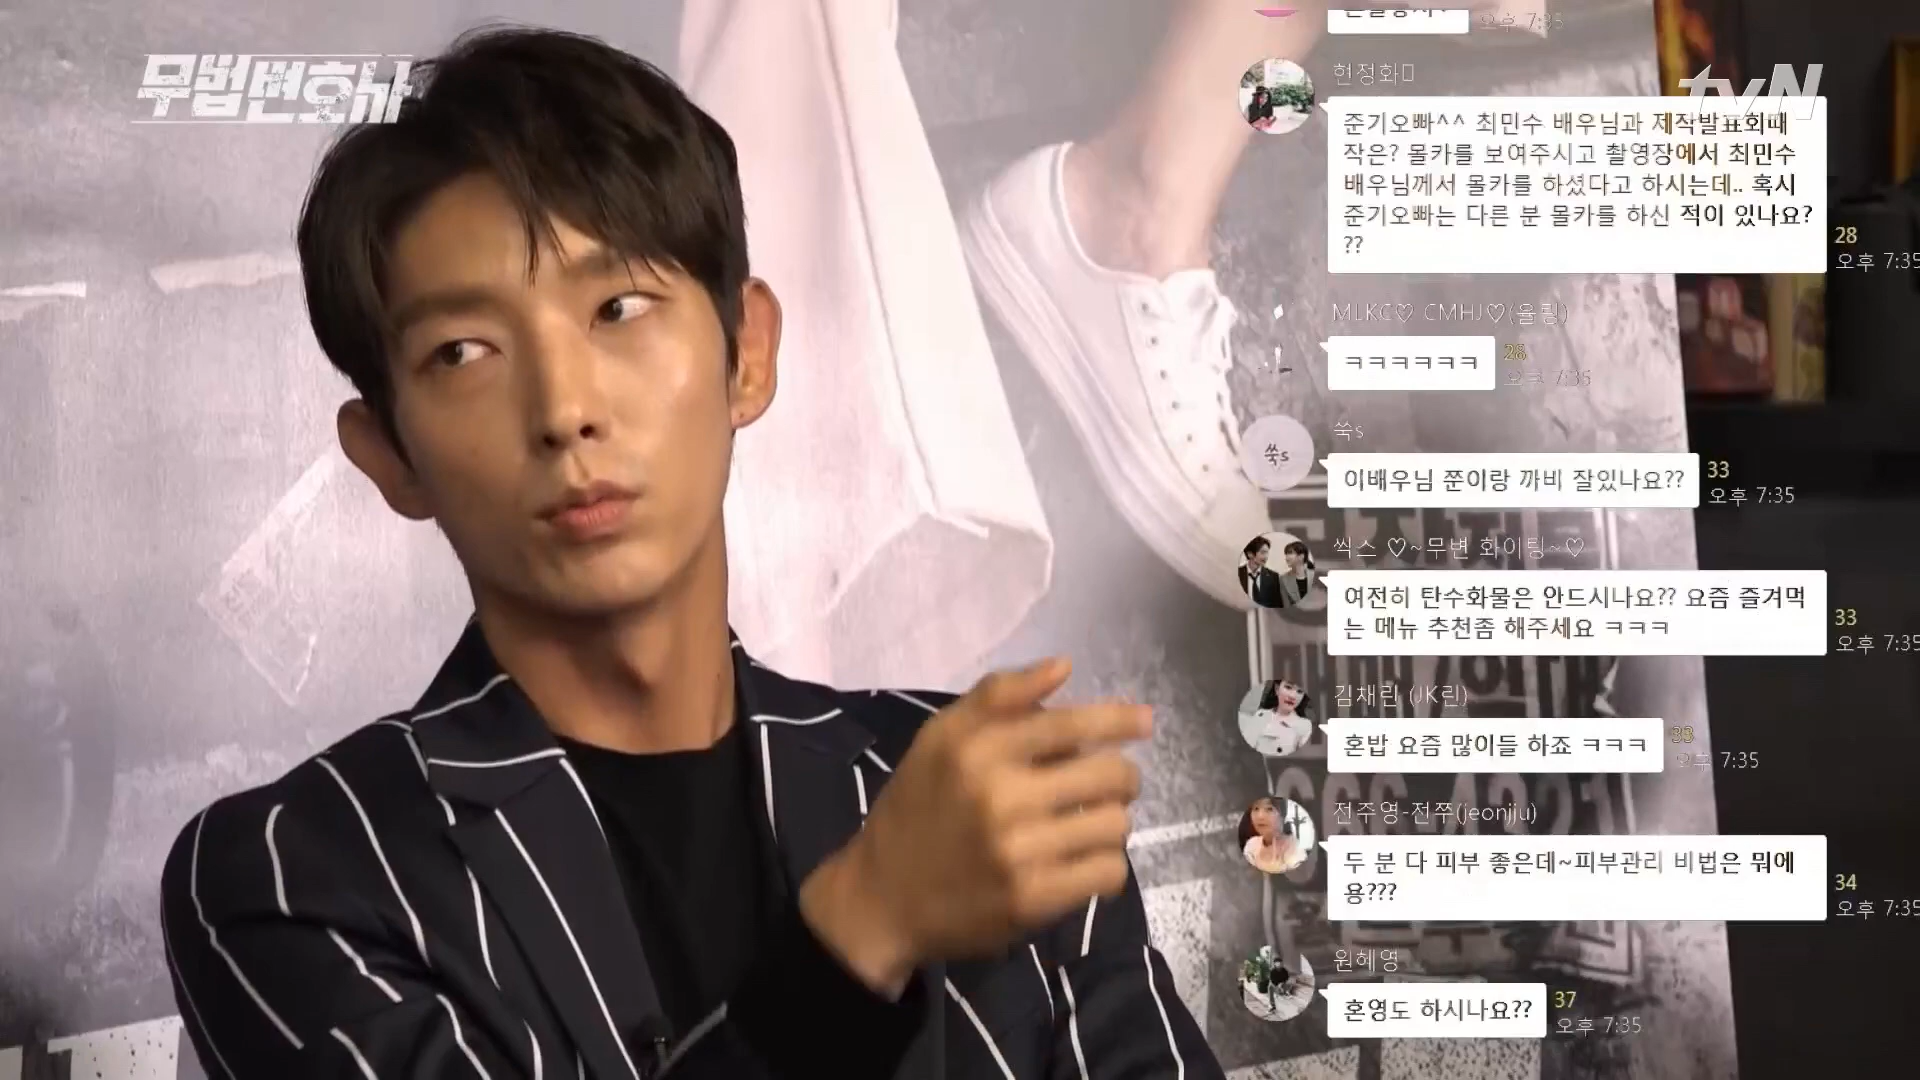 무법변호사
tvN
오후 7:35
현정화
준기오빠^^ 최민수 배우님과 제작발표회때
작은? 몰카를 보여주시고 촬영장에서 최민수
배우님께서 몰카를 하셨다고 하시는데.. 혹시
준기오빠는 다른 분 몰카를 하신 적이 있나요?
??
28
오후 7:35
MLKC♡ CMHJ♡(율림)
ㅋㅋㅋㅋㅋㅋ
28
오후 7:35
쑥s
쑥s
이배우님 쭌이랑 까비 잘있나요??
33
오후 7:35
씩스 ♡~무변 화이팅~♡
여전히 탄수화물은 안드시나요?? 요즘 즐겨먹
는 메뉴 추천좀 해주세요 ㅋㅋㅋ
33
오후 7:35
김채린 (JK린)
혼밥 요즘 많이들 하죠 ㅋㅋㅋ
33
오후 7:35
전주영-전쭈(jeonjju)
두 분 다 피부 좋은데~피부관리 비법은 뭐에
용???
34
오후 7:35
원혜영
혼영도 하시나요??
37
오후 7:35